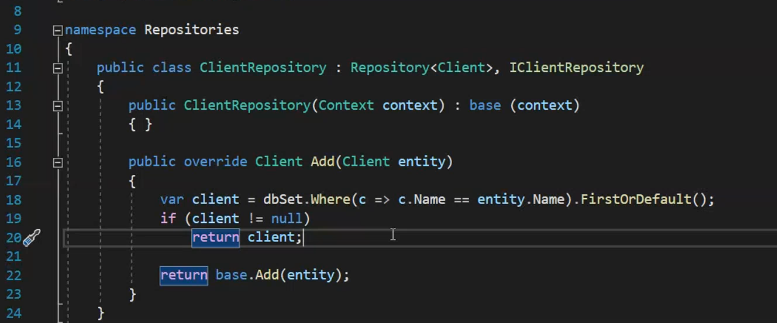 8
9 namespace Repositories
10 {
11 public class ClientRepository : Repository<Client>, IClientRepository
12 {
13 public ClientRepository(Context context) : base (context)
14 { }
15
16 public override Client Add(Client entity)
17 {
18 var client = dbSet.Where(c => c.Name == entity.Name).FirstOrDefault();
19 if (client != null)
20 return client;
21
22 return base.Add(entity);
23 }
24 }